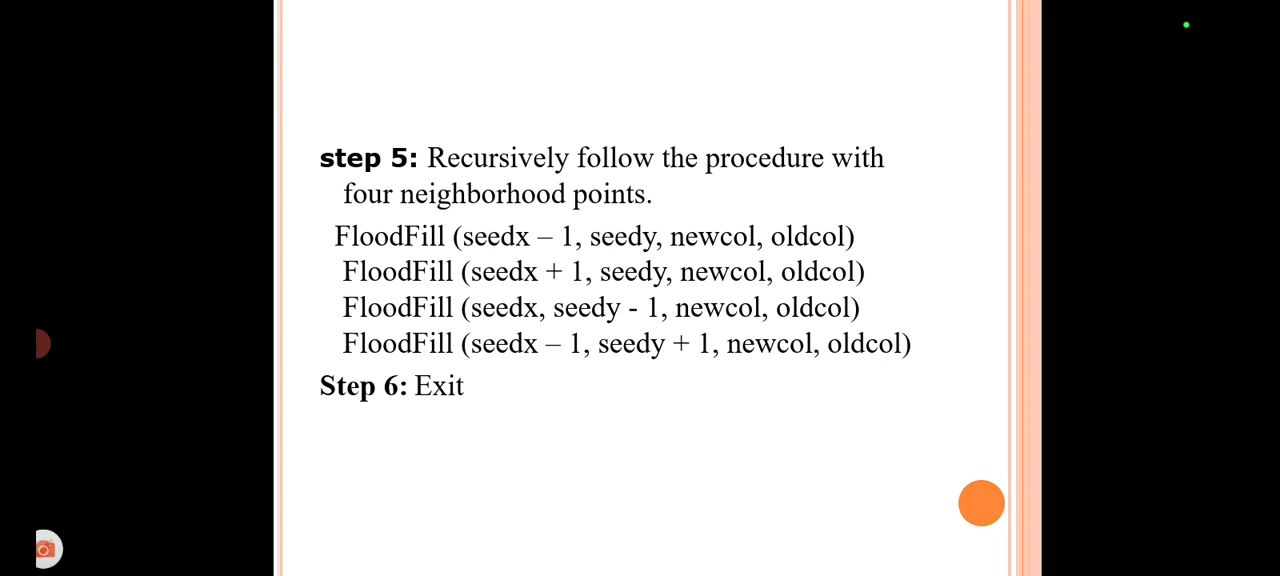 step 5: Recursively follow the procedure with
four neighborhood points.
FloodFill (seedx – 1, seedy, newcol, oldcol)
FloodFill (seedx + 1, seedy, newcol, oldcol)
FloodFill (seedx, seedy - 1, newcol, oldcol)
FloodFill (seedx – 1, seedy + 1, newcol, oldcol)
Step 6: Exit